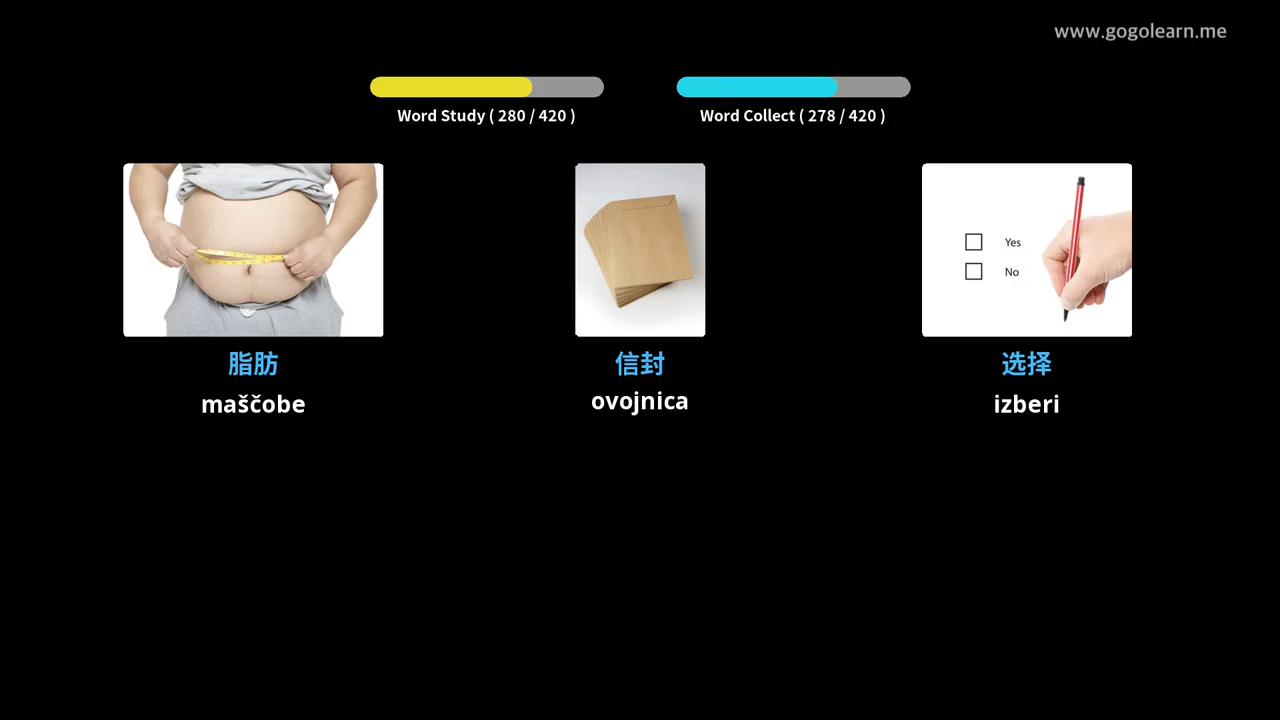 www.gogolearn.me
Word Study ( 280 / 420 )
Word Collect ( 278 / 420 )
Yes
No
脂肪
信封
选择
maščobe
ovojnica
izberi